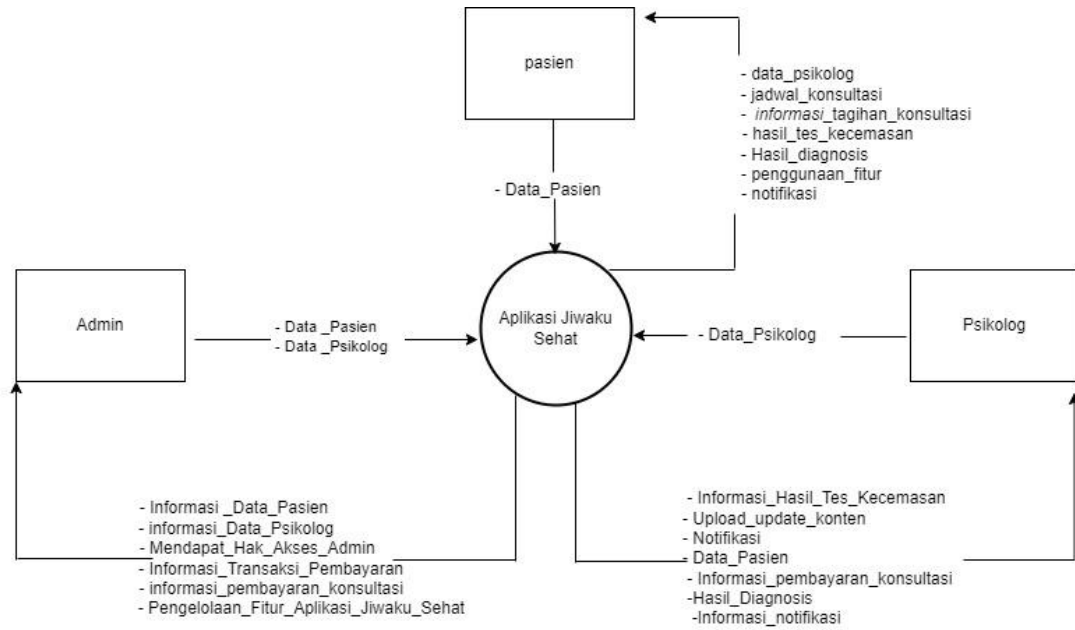 pasien
- data_psikolog
- jadwal_konsultasi
- informasi_tagihan_konsultasi
- hasil_tes_kecemasan
- Hasil_diagnosis
- penggunaan_fitur
- notifikasi
- Data_Pasien
Admin
- Data _Pasien
- Data _Psikolog
Aplikasi Jiwaku
Sehat
- Data_Psikolog
Psikolog
- Informasi _Data_Pasien
- informasi_Data_Psikolog
- Mendapat_Hak_Akses_Admin
- Informasi_Transaksi_Pembayaran
- informasi_pembayaran_konsultasi
- Pengelolaan_Fitur_Aplikasi_Jiwaku_Sehat
- Informasi_Hasil_Tes_Kecemasan
- Upload_update_konten
- Notifikasi
- Data_Pasien
- Informasi_pembayaran_konsultasi
-Hasil_Diagnosis
-Informasi_notifikasi